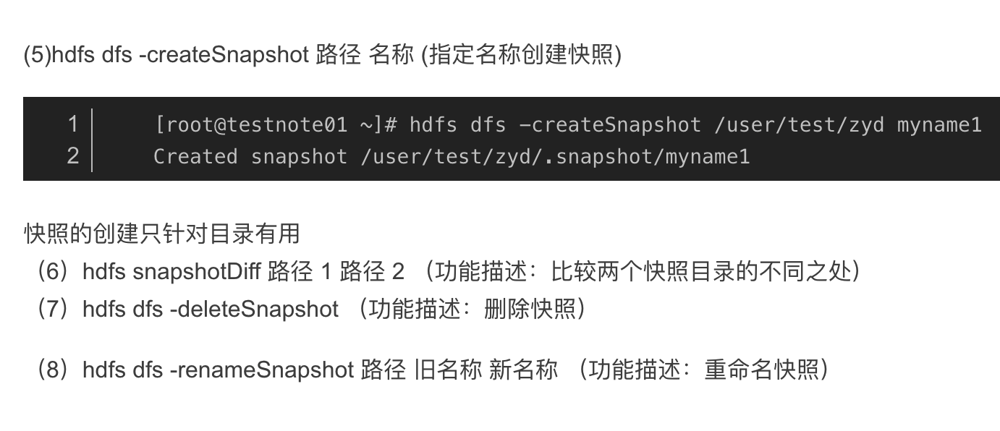 (5)hdfs dfs -createSnapshot 路径 名称 (指定名称创建快照)
1 [root@testnote01 ~]# hdfs dfs -createSnapshot /user/test/zyd myname1
2 Created snapshot /user/test/zyd/.snapshot/myname1
快照的创建只针对目录有用
（6）hdfs snapshotDiff 路径 1 路径 2 （功能描述：比较两个快照目录的不同之处）
（7）hdfs dfs -deleteSnapshot （功能描述：删除快照）
（8）hdfs dfs -renameSnapshot 路径 旧名称 新名称 （功能描述：重命名快照）